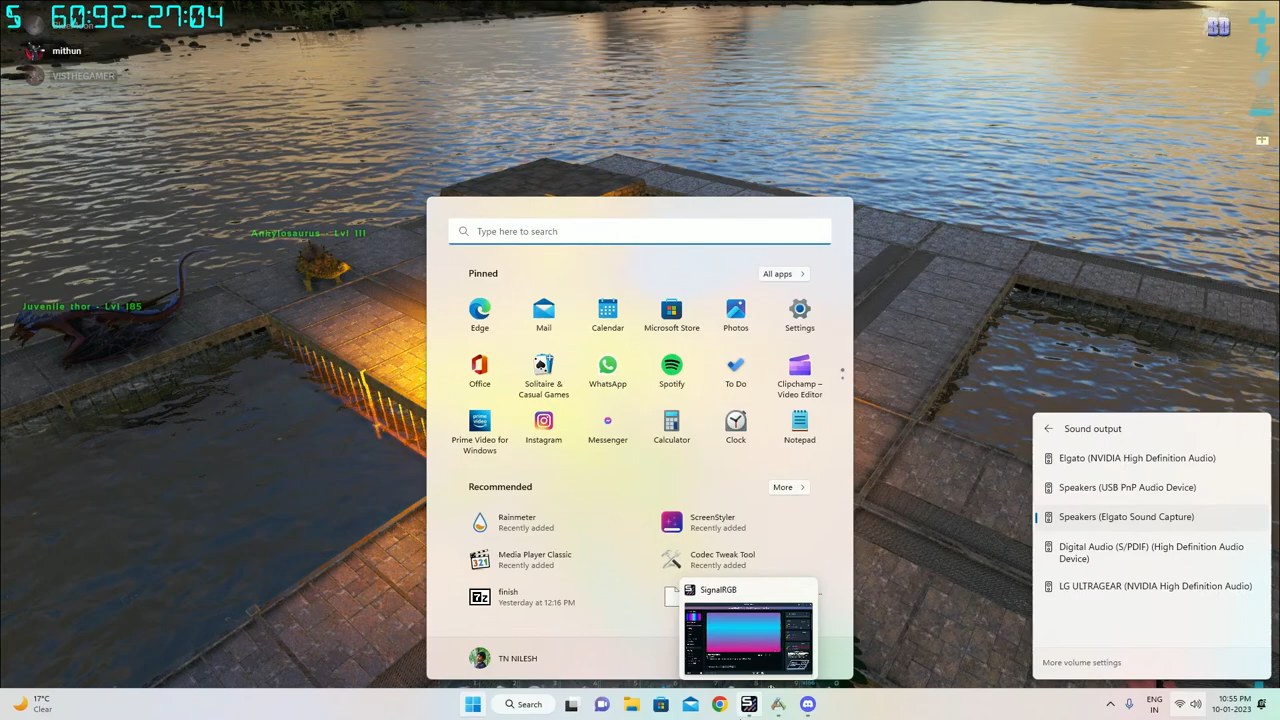 S 60:92-27:04
mithun
VISTHEGAMER
80
Ankylosaurus - Lvl 111
Juvenile thor - Lvl 185
Type here to search
Pinned
All apps
Edge
Mail
Calendar
Microsoft Store
Photos
Settings
Office
Solitaire &
Casual Games
WhatsApp
Spotify
To Do
Clipchamp –
Video Editor
Prime Video for
Windows
Instagram
Messenger
Calculator
Clock
Notepad
Recommended
More
Rainmeter
Recently added
ScreenStyler
Recently added
Media Player Classic
Recently added
Codec Tweak Tool
Recently added
finish
Yesterday at 12:16 PM
SignalRGB
TN NILESH
Sound output
Elgato (NVIDIA High Definition Audio)
Speakers (USB PnP Audio Device)
Speakers (Elgato Sound Capture)
Digital Audio (S/PDIF) (High Definition Audio
Device)
LG ULTRAGEAR (NVIDIA High Definition Audio)
More volume settings
17°C
Clear
Search
ENG
IN
10:55 PM
10-01-2023